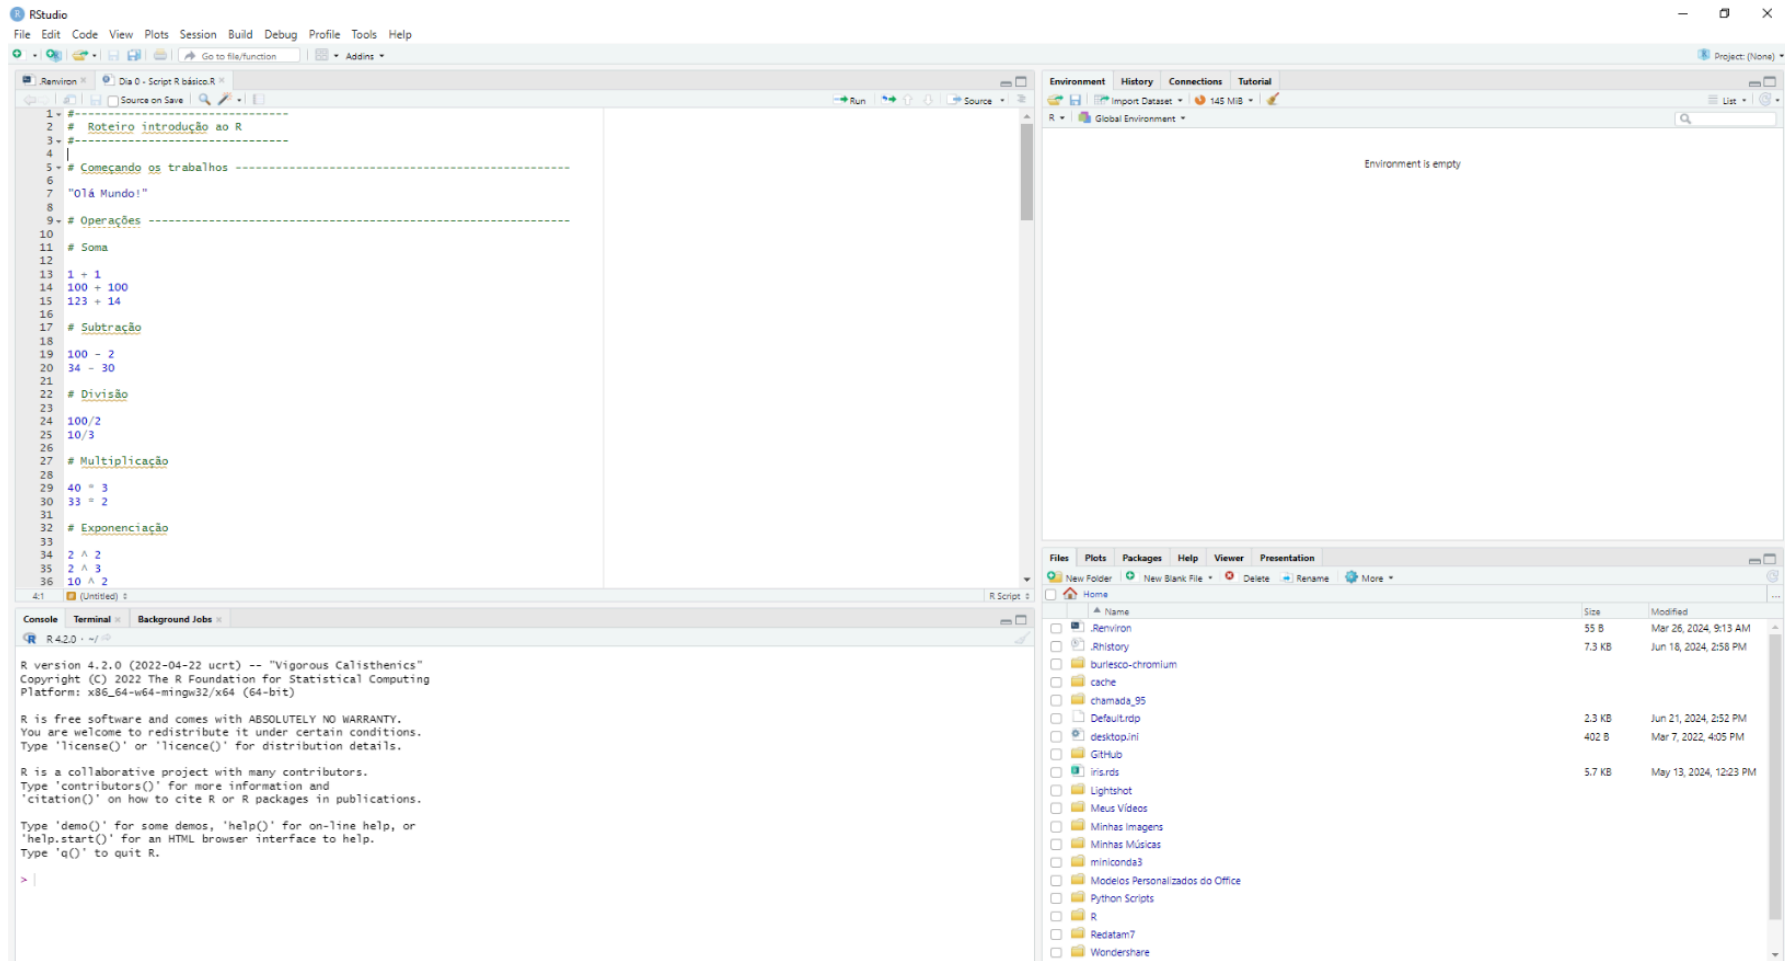 RStudio
File Edit Code View Plots Session Build Debug Profile Tools Help
Go to file/function Addins
Project: (None)
.Renviron Dia 0 - Script R básico.R
Source on Save Run Source
1 #--------------------------------
2 # Roteiro introdução ao R
3 #--------------------------------
4
5 # Começando os trabalhos --------------------------------------------------
6
7 "Olá Mundo!"
8
9 # Operações ---------------------------------------------------------------
10
11 # Soma
12
13 1 + 1
14 100 + 100
15 123 + 14
16
17 # Subtração
18
19 100 - 2
20 34 - 30
21
22 # Divisão
23
24 100/2
25 10/3
26
27 # Multiplicação
28
29 40 * 3
30 33 * 2
31
32 # Exponenciação
33
34 2 ^ 2
35 2 ^ 3
36 10 ^ 2
4:1 (Untitled) R Script
Console Terminal Background Jobs
R 4.2.0 · ~/
R version 4.2.0 (2022-04-22 ucrt) -- "Vigorous Calisthenics"
Copyright (C) 2022 The R Foundation for Statistical Computing
Platform: x86_64-w64-mingw32/x64 (64-bit)
R is free software and comes with ABSOLUTELY NO WARRANTY.
You are welcome to redistribute it under certain conditions.
Type 'license()' or 'licence()' for distribution details.
R is a collaborative project with many contributors.
Type 'contributors()' for more information and
'citation()' on how to cite R or R packages in publications.
Type 'demo()' for some demos, 'help()' for on-line help, or
'help.start()' for an HTML browser interface to help.
Type 'q()' to quit R.
>
Environment History Connections Tutorial
Import Dataset 145 MiB List
R Global Environment
Environment is empty
Files Plots Packages Help Viewer Presentation
New Folder New Blank File Delete Rename More
Home ...
Name Size Modified
.Renviron 55 B Mar 26, 2024, 9:13 AM
.Rhistory 7.3 KB Jun 18, 2024, 2:58 PM
burlesco-chromium
cache
chamada_95
Default.rdp 2.3 KB Jun 21, 2024, 2:52 PM
desktop.ini 402 B Mar 7, 2022, 4:05 PM
GitHub
iris.rds 5.7 KB May 13, 2024, 12:23 PM
Lightshot
Meus Vídeos
Minhas Imagens
Minhas Músicas
miniconda3
Modelos Personalizados do Office
Python Scripts
R
Redatam7
Wondershare